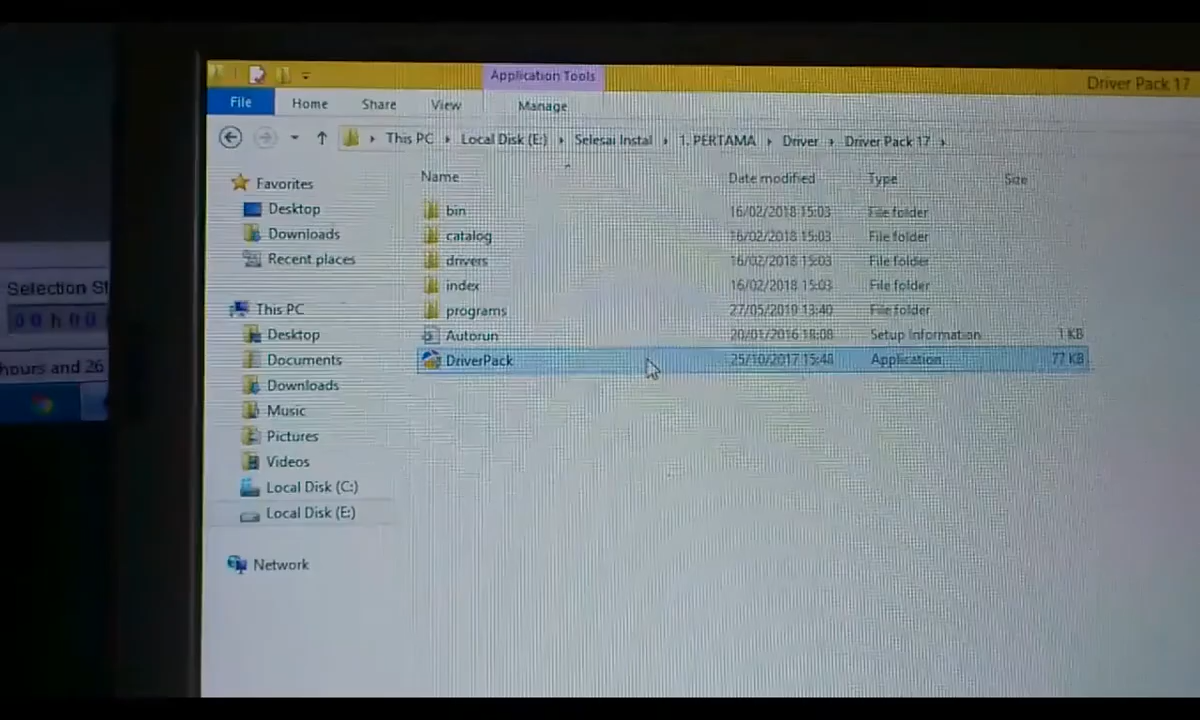 Application Tools
Driver Pack 17
File Home Share View Manage
This PC Local Disk (E:) Selesai Instal 1. PERTAMA Driver Driver Pack 17
Name Date modified Type Size
Favorites
Desktop
Downloads
Recent places
This PC
Desktop
Documents
Downloads
Music
Pictures
Videos
Local Disk (C:)
Local Disk (E:)
Network
bin 16/02/2018 15:03 File folder
catalog 16/02/2018 15:03 File folder
drivers 16/02/2018 15:03 File folder
index 16/02/2018 15:03 File folder
programs 27/05/2019 13:40 File folder
Autorun 20/01/2016 18:08 Setup Information 1 KB
DriverPack 25/10/2017 15:48 Application 77 KB
Selection St
00 h 00
hours and 26